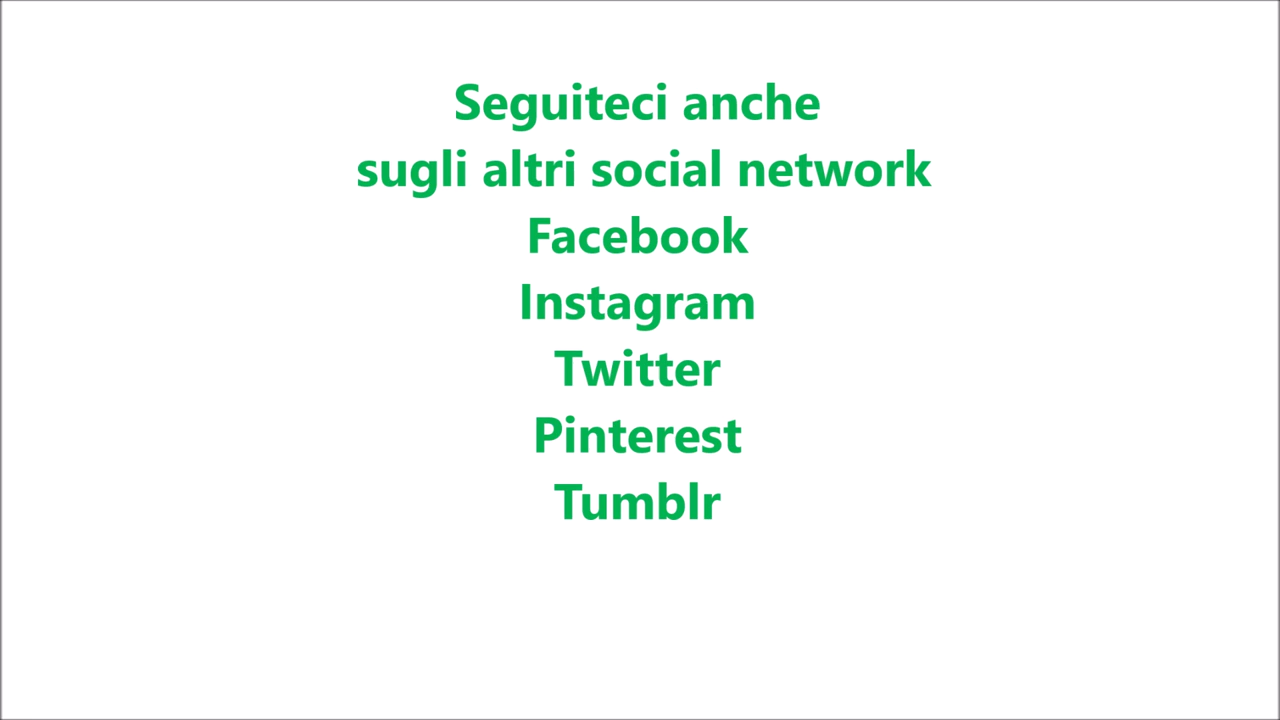 Seguiteci anche
sugli altri social network
Facebook
Instagram
Twitter
Pinterest
Tumblr